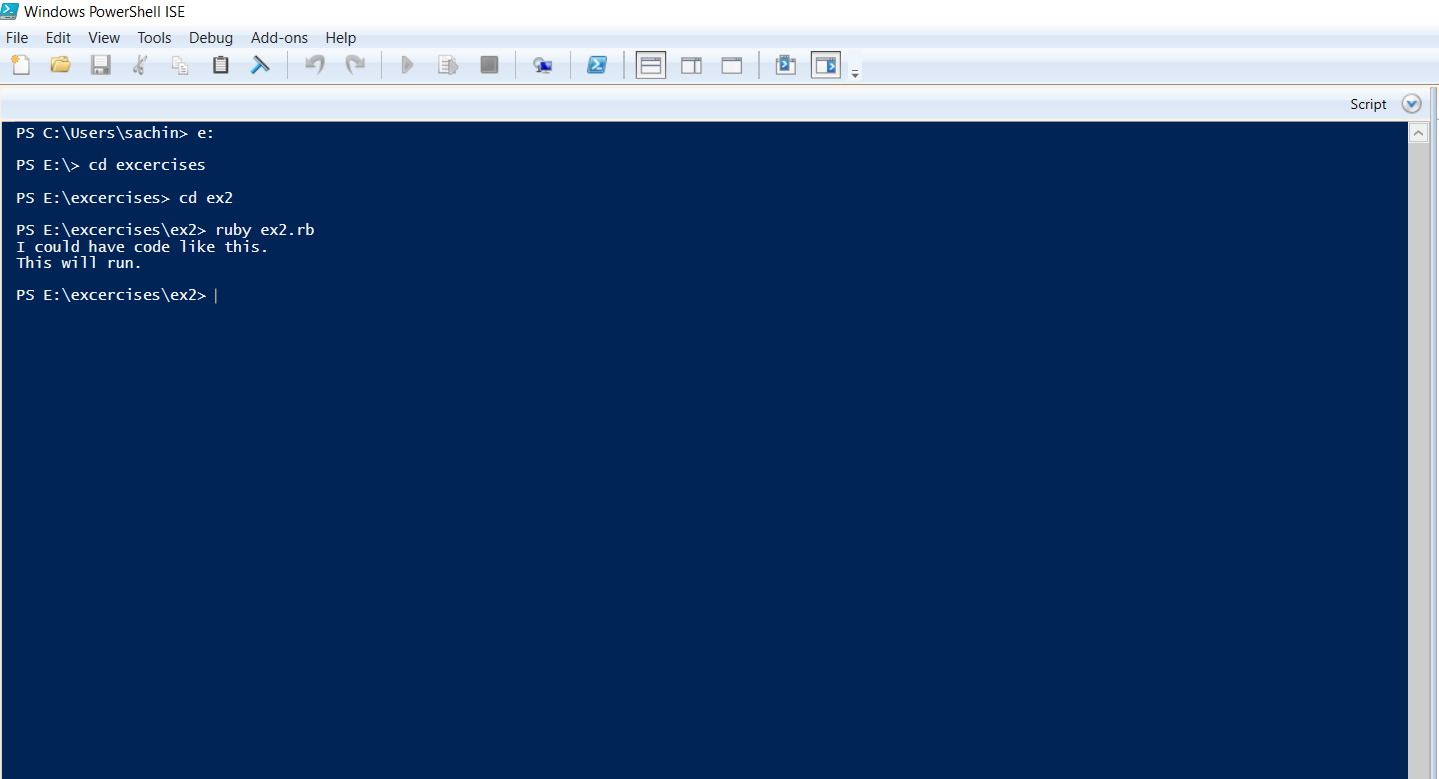 Windows PowerShell ISE
File Edit View Tools Debug Add-ons Help
Script
PS C:\Users\sachin> e:
PS E:\> cd excercises
PS E:\excercises> cd ex2
PS E:\excercises\ex2> ruby ex2.rb
I could have code like this.
This will run.
PS E:\excercises\ex2>